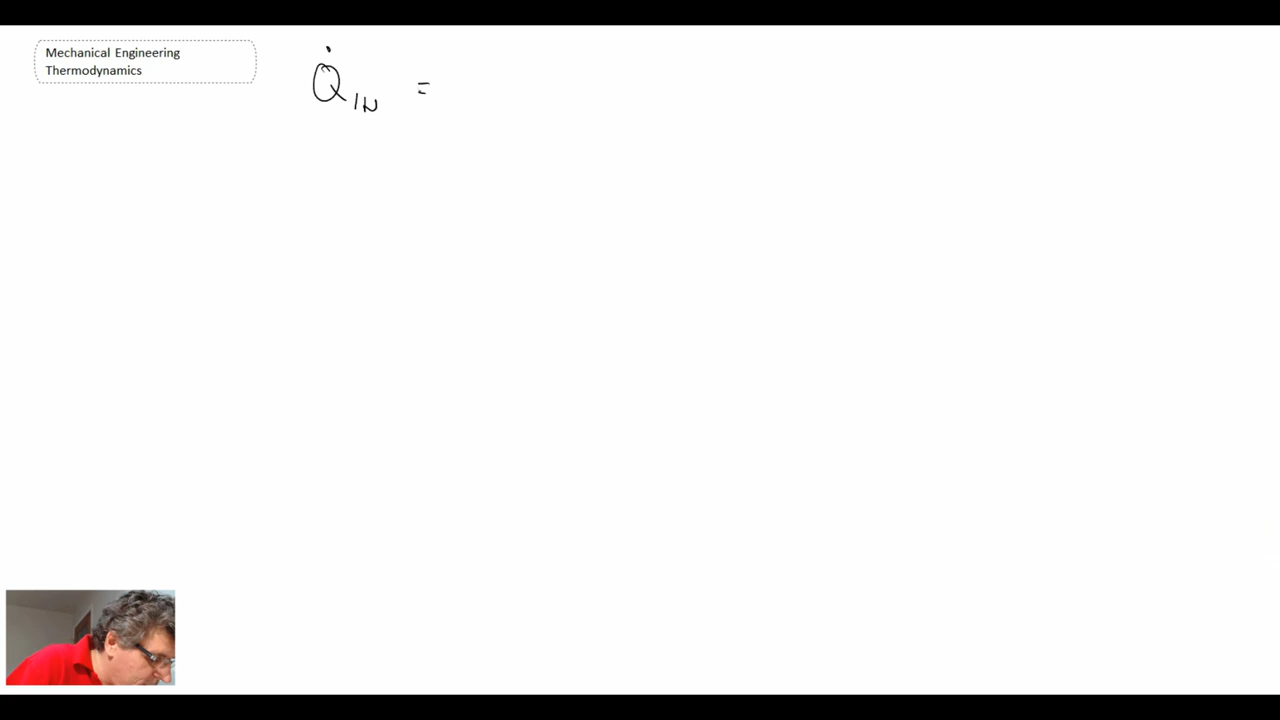 Mechanical Engineering
Thermodynamics
Q̇ IN =